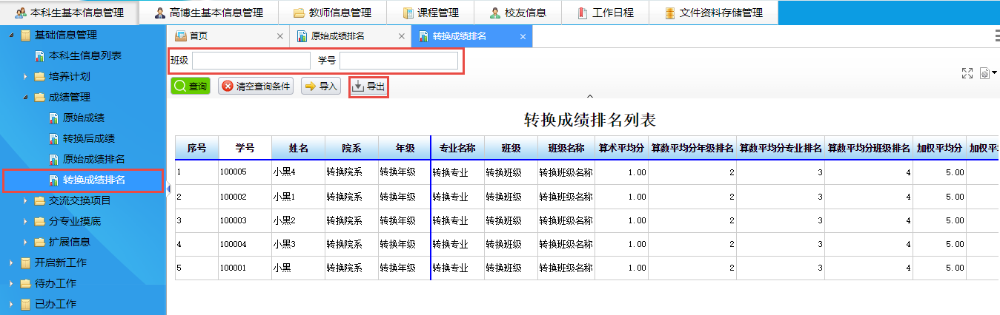 本科生基本信息管理 高博生基本信息管理 教师信息管理 课程管理 校友信息 工作日程 文件资料存储管理
基础信息管理
本科生信息列表
培养计划
成绩管理
原始成绩
转换后成绩
原始成绩排名
转换成绩排名
交流交换项目
分专业摸底
扩展信息
开启新工作
待办工作
已办工作
首页 原始成绩排名 转换成绩排名
班级 学号
查询 清空查询条件 导入 导出
转换成绩排名列表
序号 学号 姓名 院系 年级 专业名称 班级 班级名称 算术平均分 算数平均分年级排名 算数平均分专业排名 算数平均分班级排名 加权平均分 加权平
1 100005 小黑4 转换院系 转换年级 转换专业 转换班级 转换班级名称 1.00 2 3 4 5.00
2 100002 小黑1 转换院系 转换年级 转换专业 转换班级 转换班级名称 1.00 2 3 4 5.00
3 100003 小黑2 转换院系 转换年级 转换专业 转换班级 转换班级名称 1.00 2 3 4 5.00
4 100004 小黑3 转换院系 转换年级 转换专业 转换班级 转换班级名称 1.00 2 3 4 5.00
5 100001 小黑 转换院系 转换年级 转换专业 转换班级 转换班级名称 1.00 2 3 4 5.00